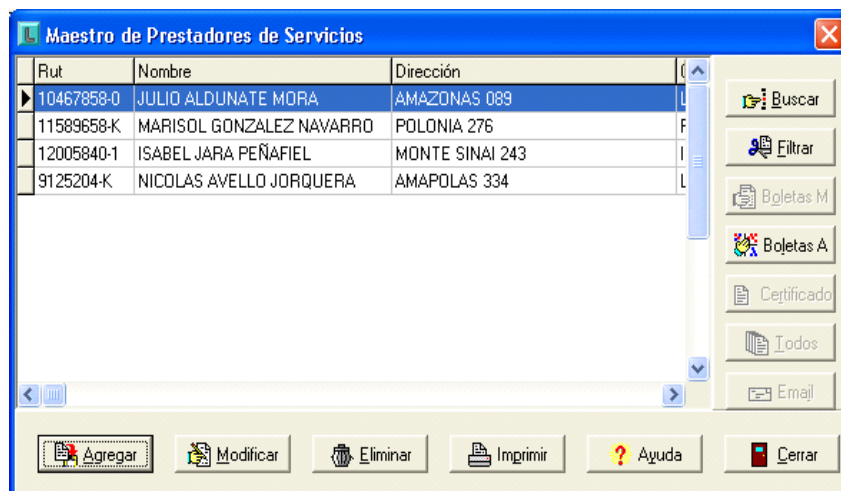 L Maestro de Prestadores de Servicios
Rut Nombre Dirección
10467858-0 JULIO ALDUNATE MORA AMAZONAS 089 L
11589658-K MARISOL GONZALEZ NAVARRO POLONIA 276
12005840-1 ISABEL JARA PEÑAFIEL MONTE SINAI 243 I
9125204-K NICOLAS AVELLO JORQUERA AMAPOLAS 334 L
Buscar
Filtrar
Boletas M
Boletas A
Certificado
Todos
Email
Agregar Modificar Eliminar Imprimir ? Ayuda Cerrar